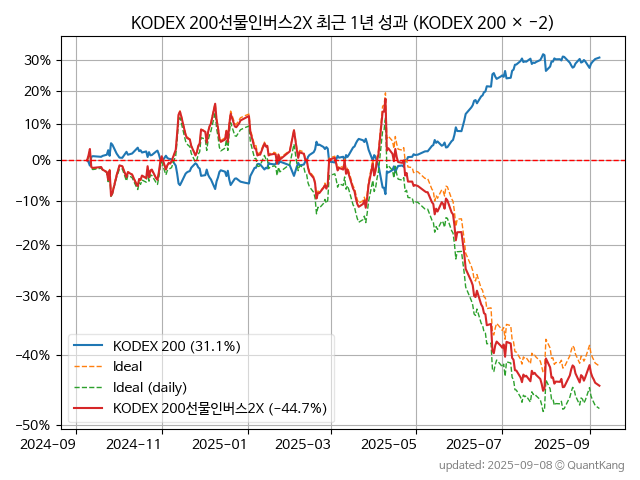 KODEX 200선물인버스2X 최근 1년 성과 (KODEX 200 × −2)
30%
20%
10%
0%
−10%
−20%
−30%
−40%
−50%
KODEX 200 (31.1%)
Ideal
Ideal (daily)
KODEX 200선물인버스2X (−44.7%)
2024-09 2024-11 2025-01 2025-03 2025-05 2025-07 2025-09
updated: 2025-09-08 © QuantKang